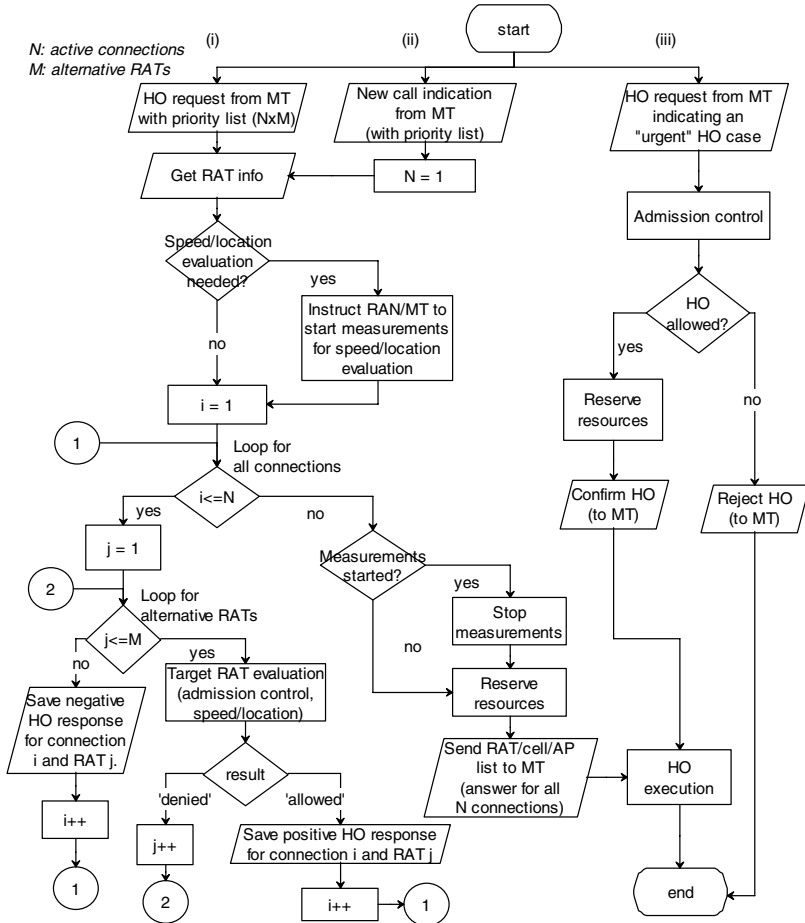 start
(i)
(ii)
(iii)
N: active connections
M: alternative RATs
HO request from MT
with priority list (NxM)
New call indication
from MT
(with priority list)
HO request from MT
indicating an
"urgent" HO case
Get RAT info
N = 1
Admission control
Speed/location
evaluation
needed?
yes
Instruct RAN/MT to
start measurements
for speed/location
evaluation
no
HO
allowed?
yes
no
Reserve
resources
i = 1
1
Loop for
all connections
i<=N
yes
no
Confirm HO
(to MT)
Reject HO
(to MT)
j = 1
Measurements
started?
yes
no
Stop
measurements
2
Loop for
alternative RATs
j<=M
no
yes
Target RAT evaluation
(admission control,
speed/location)
Reserve
resources
Save negative
HO response
for connection
i and RAT j.
result
Send RAT/cell/AP
list to MT
(answer for all
N connections)
HO
execution
'denied'
'allowed'
i++
j++
Save positive HO response
for connection i and RAT j
1
2
i++
1
end